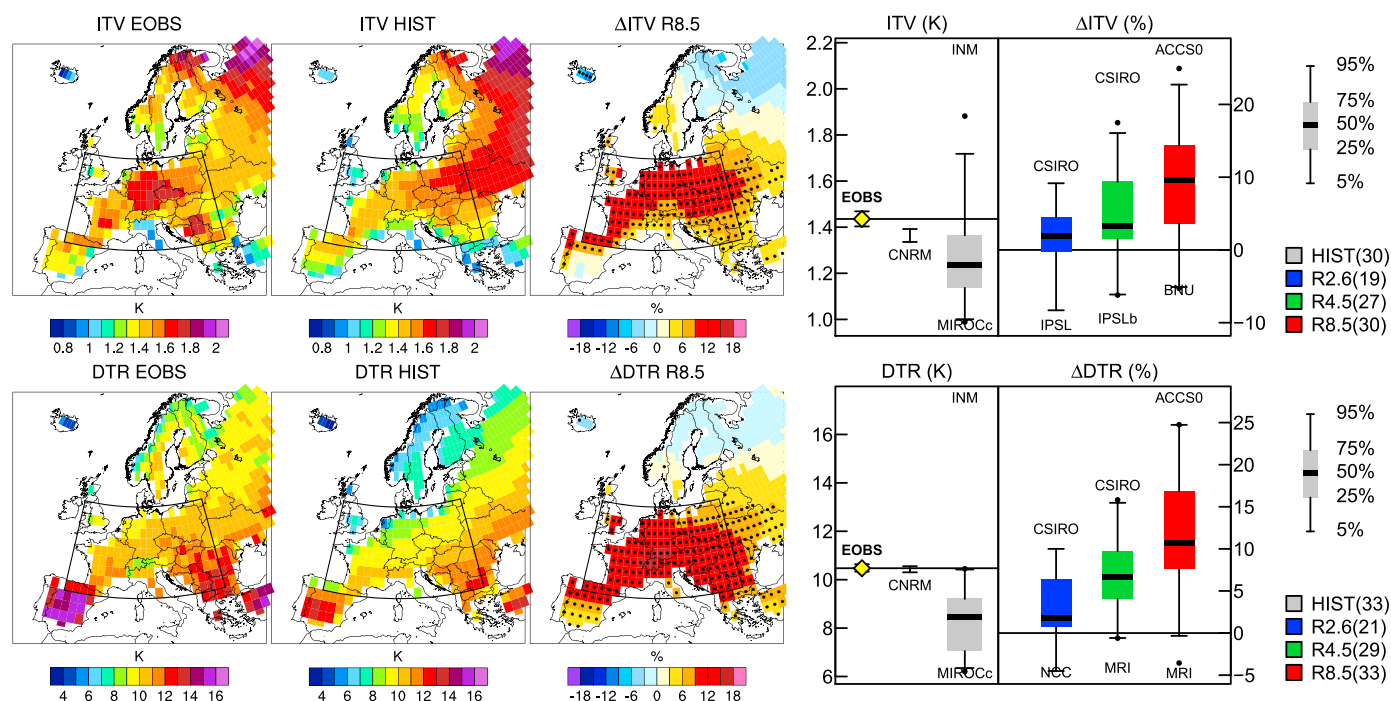 ITV EOBS ITV HIST ΔITV R8.5 ITV (K) ΔITV (%)
2.2 INM ACCS0
2.0 CSIRO 20 95%
1.8 75%
50%
25%
1.6 CSIRO 10 5%
EOBS
1.4
CNRM 0 HIST(30)
1.2 R2.6(19)
BNU R4.5(27)
1.0 MIROCc IPSL IPSLb −10 R8.5(30)
K K %
0.8 1 1.2 1.4 1.6 1.8 2 0.8 1 1.2 1.4 1.6 1.8 2 -18 -12 -6 0 6 12 18
DTR EOBS DTR HIST ΔDTR R8.5 DTR (K) ΔDTR (%)
INM ACCS0
16 25 95%
20 75%
14 50%
CSIRO 15 25%
12 CSIRO 5%
EOBS 10
10 CNRM
5 HIST(33)
8 0 R2.6(21)
R4.5(29)
6 MIROCc NCC MRI MRI −5 R8.5(33)
K K %
4 6 8 10 12 14 16 4 6 8 10 12 14 16 -18 -12 -6 0 6 12 18